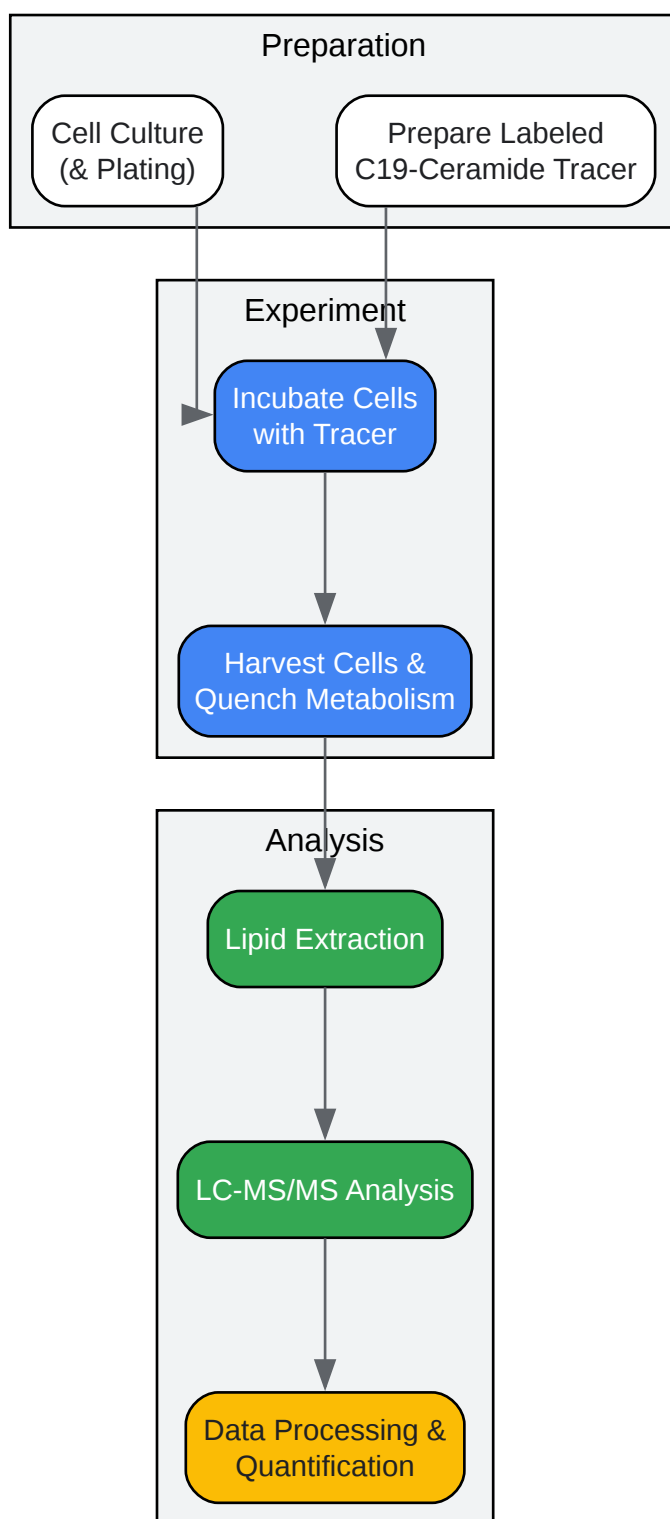 Preparation
Cell Culture
(& Plating)
Prepare Labeled
C19-Ceramide Tracer
Experiment
Incubate Cells
with Tracer
Harvest Cells &
Quench Metabolism
Analysis
Lipid Extraction
LC-MS/MS Analysis
Data Processing &
Quantification